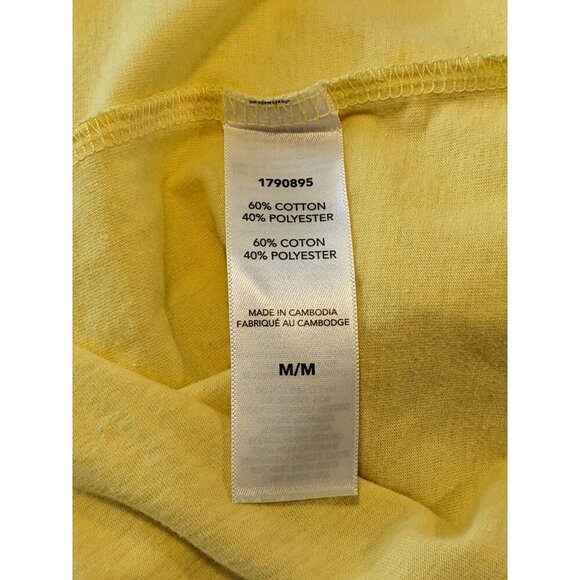 1790895
60% COTTON
40% POLYESTER
60% COTON
40% POLYESTER
MADE IN CAMBODIA
FABRIQUÉ AU CAMBODGE
M/M